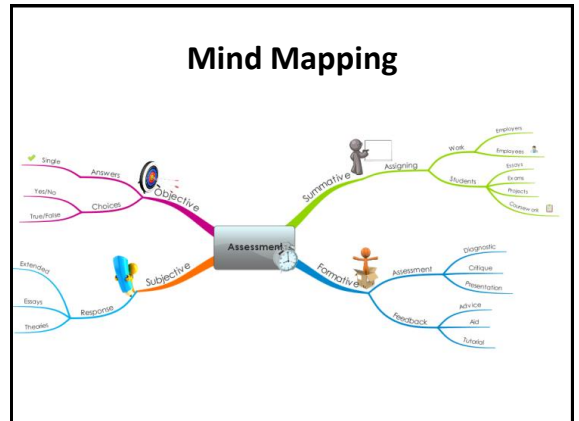 Mind Mapping
Assessment
Objective
Answers
Single
Choices
Yes/No
True/False
Subjective
Response
Extended
Essays
Theories
Summative
Assigning
Work
Employers
Employees
Students
Essays
Exams
Projects
Coursework
Formative
Assessment
Diagnostic
Critique
Presentation
Feedback
Advice
Aid
Tutorial